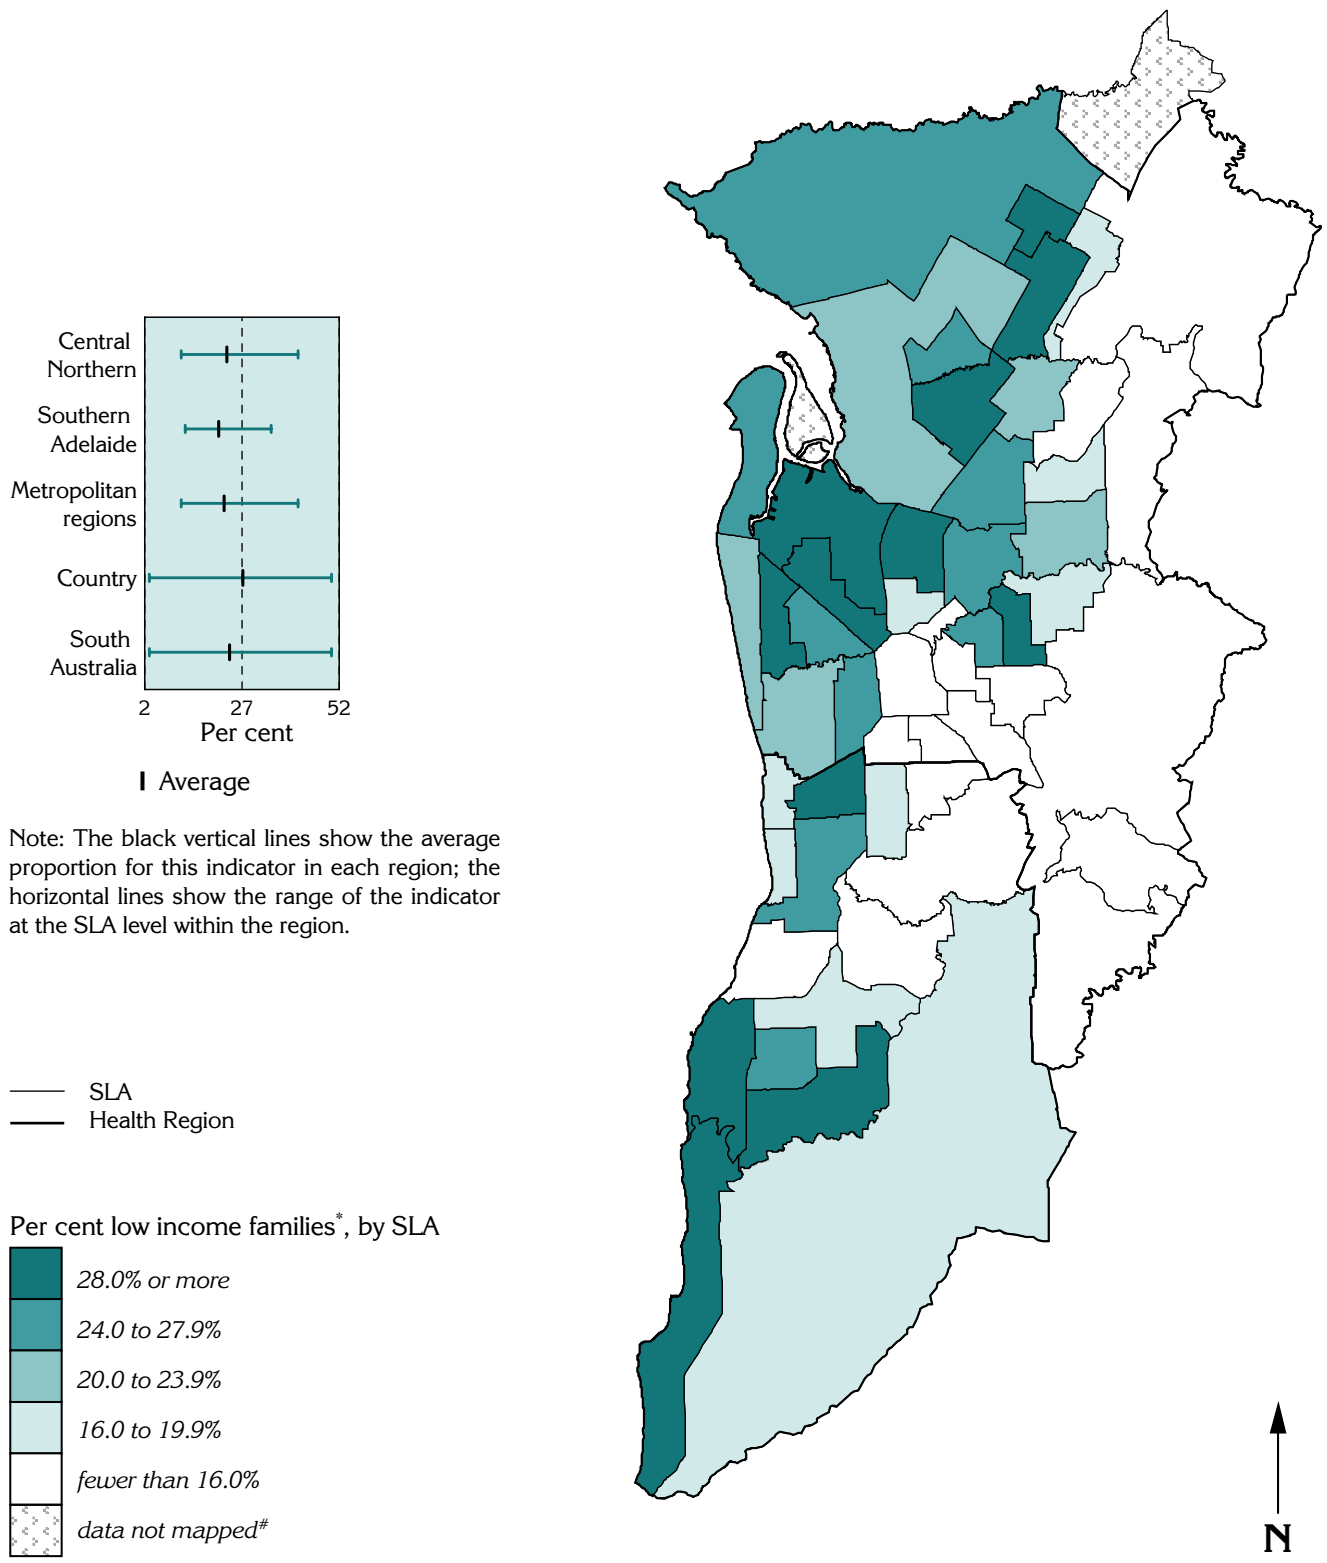 Central
Northern
Southern
Adelaide
Metropolitan
regions
Country
South
Australia
2 27 52
Per cent
Average
Note: The black vertical lines show the average
proportion for this indicator in each region; the
horizontal lines show the range of the indicator
at the SLA level within the region.
SLA
Health Region
Per cent low income families*, by SLA
28.0% or more
24.0 to 27.9%
20.0 to 23.9%
16.0 to 19.9%
fewer than 16.0%
data not mapped#
N